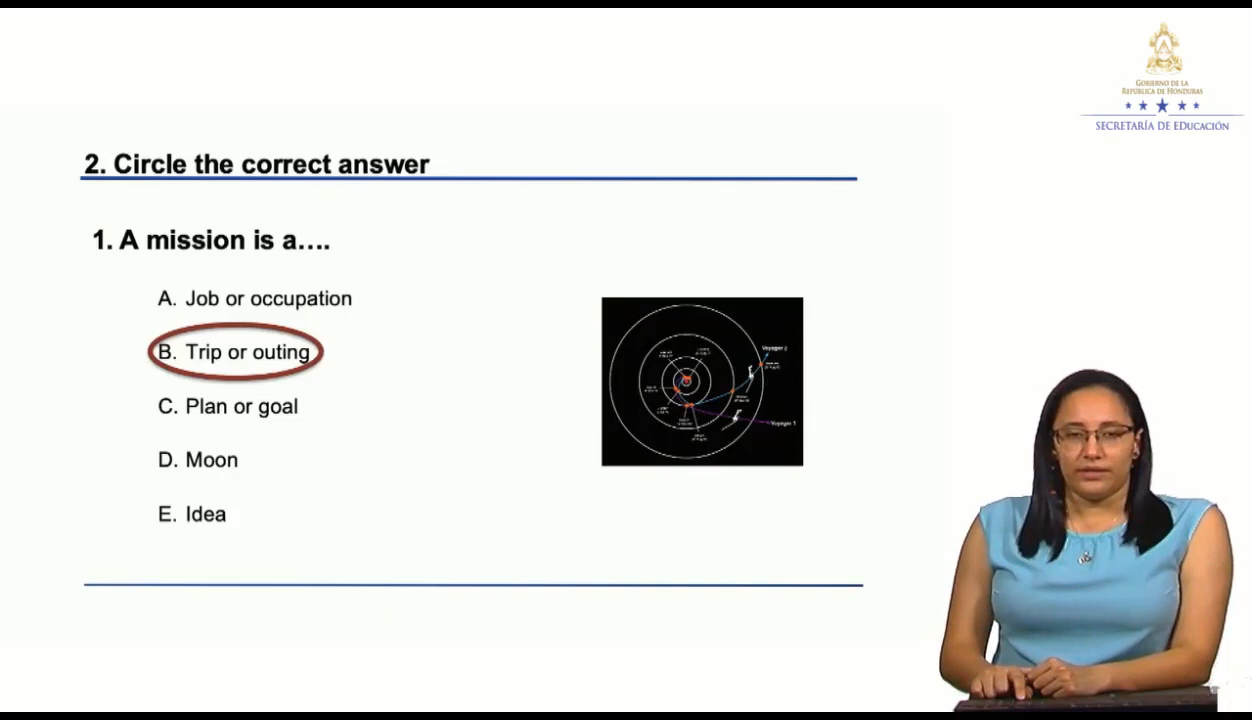 GOBIERNO DE LA
REPÚBLICA DE HONDURAS
SECRETARÍA DE EDUCACIÓN
2. Circle the correct answer
1. A mission is a....
A. Job or occupation
B. Trip or outing
C. Plan or goal
D. Moon
E. Idea
Voyager 2
Voyager 1